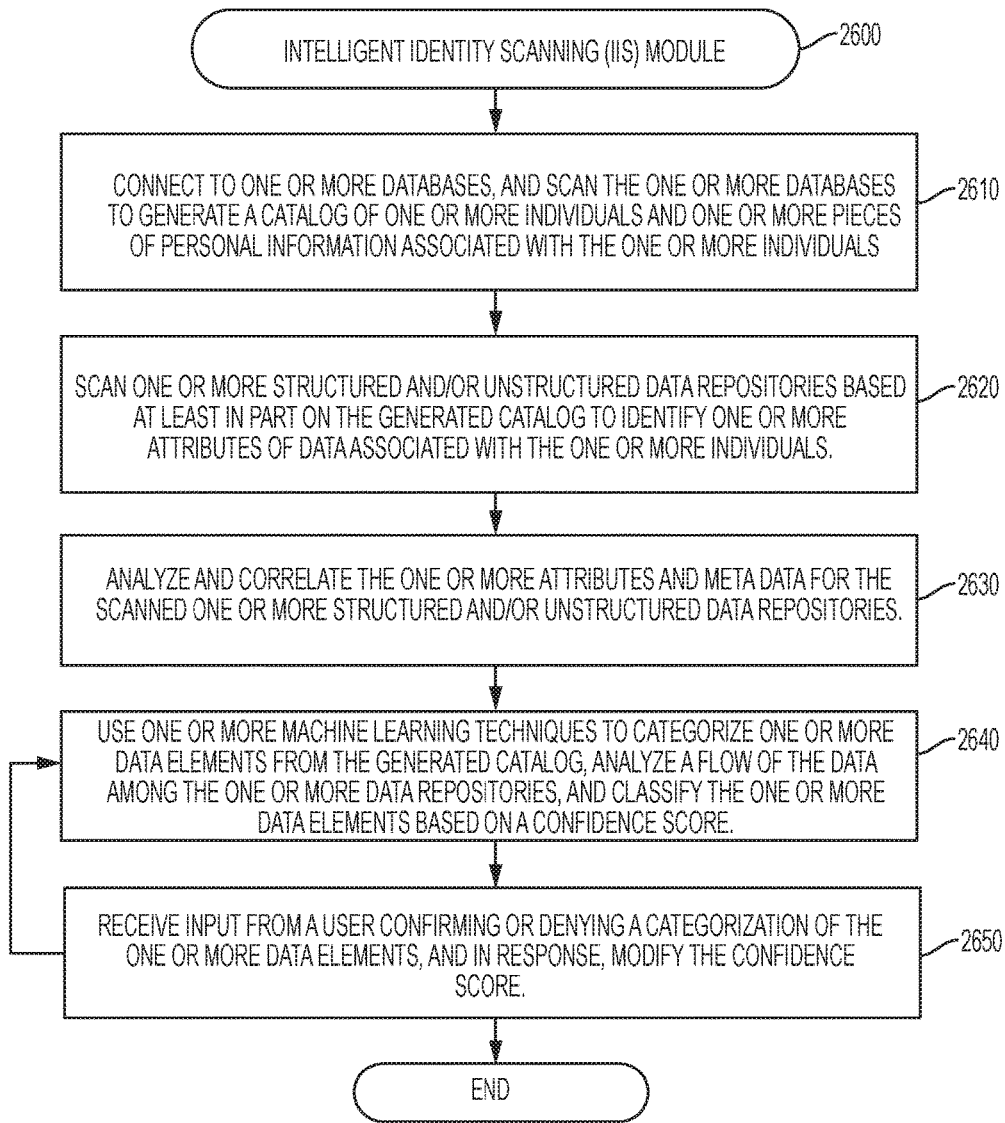 INTELLIGENT IDENTITY SCANNING (IIS) MODULE
2600
CONNECT TO ONE OR MORE DATABASES, AND SCAN THE ONE OR MORE DATABASES
TO GENERATE A CATALOG OF ONE OR MORE INDIVIDUALS AND ONE OR MORE PIECES
OF PERSONAL INFORMATION ASSOCIATED WITH THE ONE OR MORE INDIVIDUALS
2610
SCAN ONE OR MORE STRUCTURED AND/OR UNSTRUCTURED DATA REPOSITORIES BASED
AT LEAST IN PART ON THE GENERATED CATALOG TO IDENTIFY ONE OR MORE
ATTRIBUTES OF DATA ASSOCIATED WITH THE ONE OR MORE INDIVIDUALS.
2620
ANALYZE AND CORRELATE THE ONE OR MORE ATTRIBUTES AND META DATA FOR THE
SCANNED ONE OR MORE STRUCTURED AND/OR UNSTRUCTURED DATA REPOSITORIES.
2630
USE ONE OR MORE MACHINE LEARNING TECHNIQUES TO CATEGORIZE ONE OR MORE
DATA ELEMENTS FROM THE GENERATED CATALOG, ANALYZE A FLOW OF THE DATA
AMONG THE ONE OR MORE DATA REPOSITORIES, AND CLASSIFY THE ONE OR MORE
DATA ELEMENTS BASED ON A CONFIDENCE SCORE.
2640
RECEIVE INPUT FROM A USER CONFIRMING OR DENYING A CATEGORIZATION OF THE
ONE OR MORE DATA ELEMENTS, AND IN RESPONSE, MODIFY THE CONFIDENCE
SCORE.
2650
END